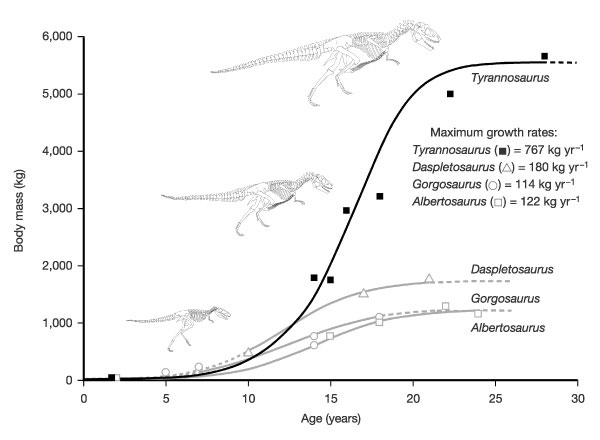 6,000
5,000
4,000
3,000
2,000
1,000
0
Body mass (kg)
0
5
10
15
20
25
30
Age (years)
Tyrannosaurus
Maximum growth rates:
Tyrannosaurus (■) = 767 kg yr⁻¹
Daspletosaurus (△) = 180 kg yr⁻¹
Gorgosaurus (○) = 114 kg yr⁻¹
Albertosaurus (□) = 122 kg yr⁻¹
Daspletosaurus
Gorgosaurus
Albertosaurus